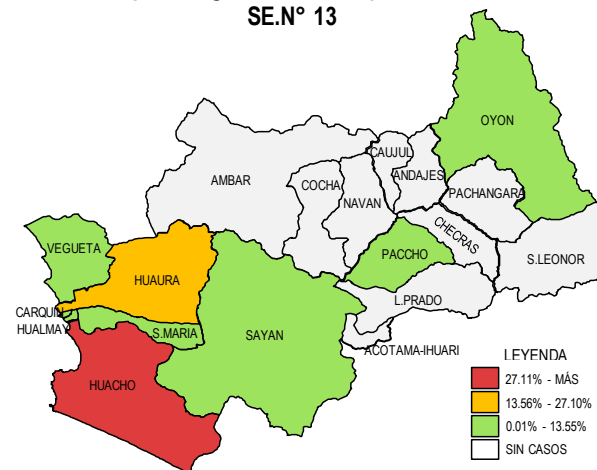 SE.N° 13
OYON
CAUJUL
ANDAJES
AMBAR
COCHA
PACHANGARA
NAVAN
CHECRAS
VEGUETA
PACCHO
S.LEONOR
HUAURA
L.PRADO
CARQUIN
HUALMAY
S.MARIA
SAYAN
ACOTAMA-IHUARI
HUACHO
LEYENDA
27.11% - MÁS
13.56% - 27.10%
0.01% - 13.55%
SIN CASOS